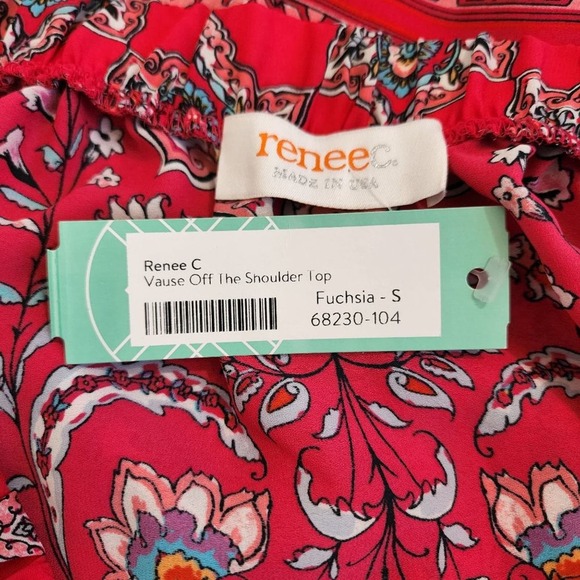 reneeC.
MADE IN USA
Renee C
Vause Off The Shoulder Top
Fuchsia - S
68230-104